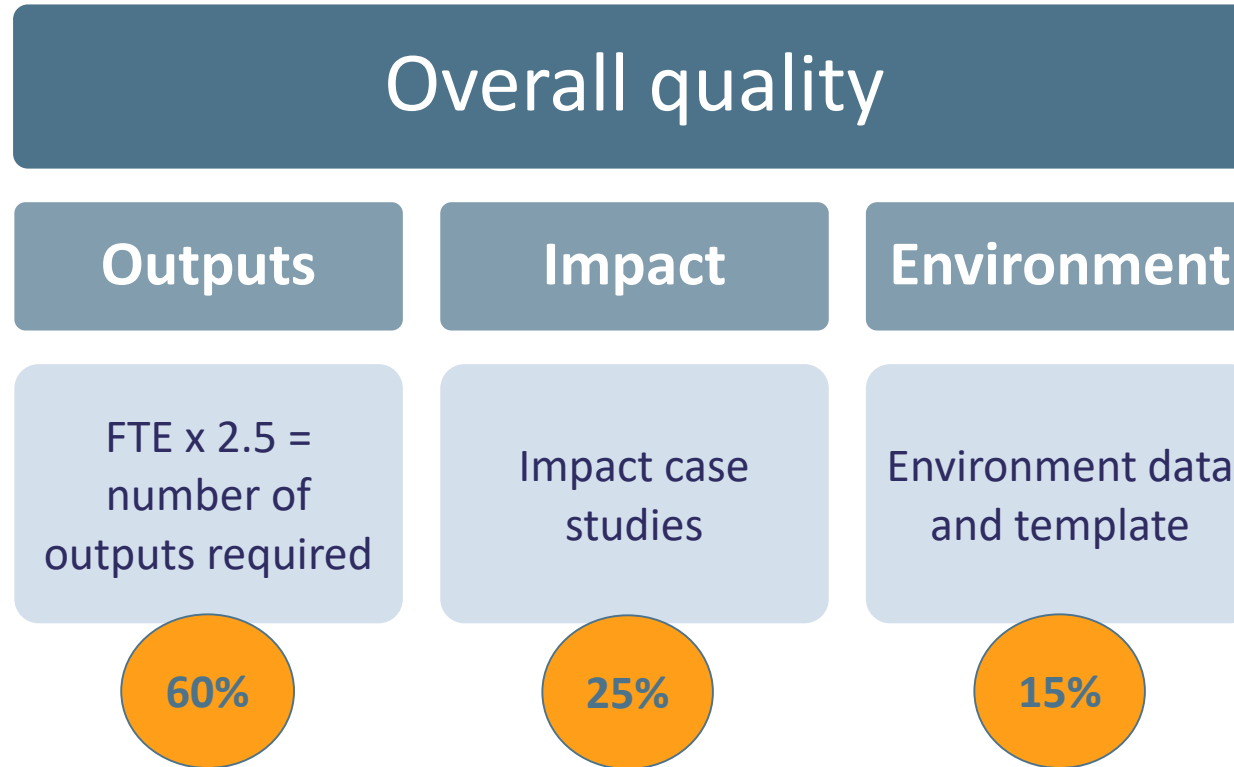 Overall quality
Outputs
Impact
Environment
FTE x 2.5 =
number of
outputs required
Impact case
studies
Environment data
and template
60%
25%
15%